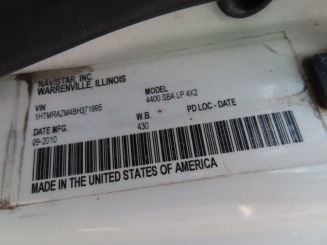 NAVISTAR, INC.
WARRENVILLE, ILLINOIS
VIN MODEL
1HTMRAZM4BH371995 4400 SBA LP 4X2
DATE MFG. W.B. PD LOC - DATE
09-2010 430
MADE IN THE UNITED STATES OF AMERICA